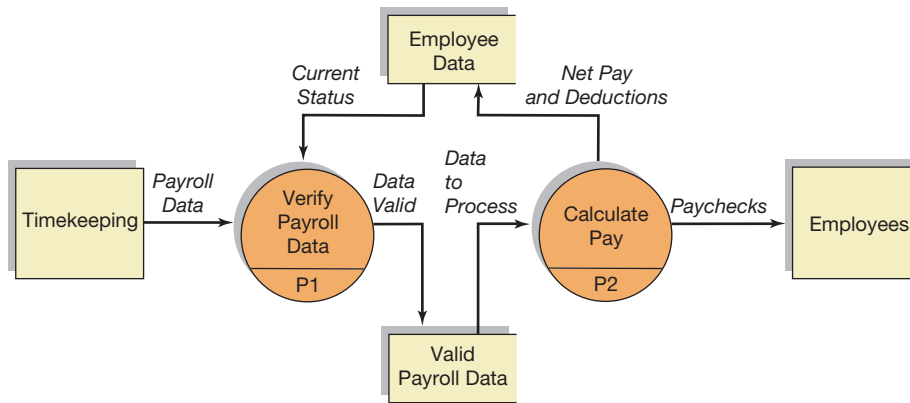 Employee
Data
Current
Status
Net Pay
and Deductions
Timekeeping
Payroll
Data
Verify
Payroll
Data
P1
Data
Valid
Data
to
Process
Calculate
Pay
P2
Paychecks
Employees
Valid
Payroll Data